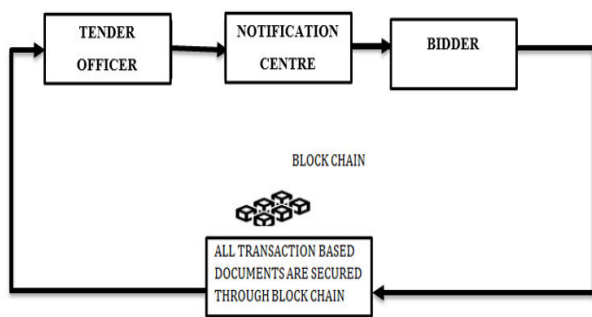 TENDER
OFFICER
NOTIFICATION
CENTRE
BIDDER
BLOCK CHAIN
ALL TRANSACTION BASED
DOCUMENTS ARE SECURED
THROUGH BLOCK CHAIN